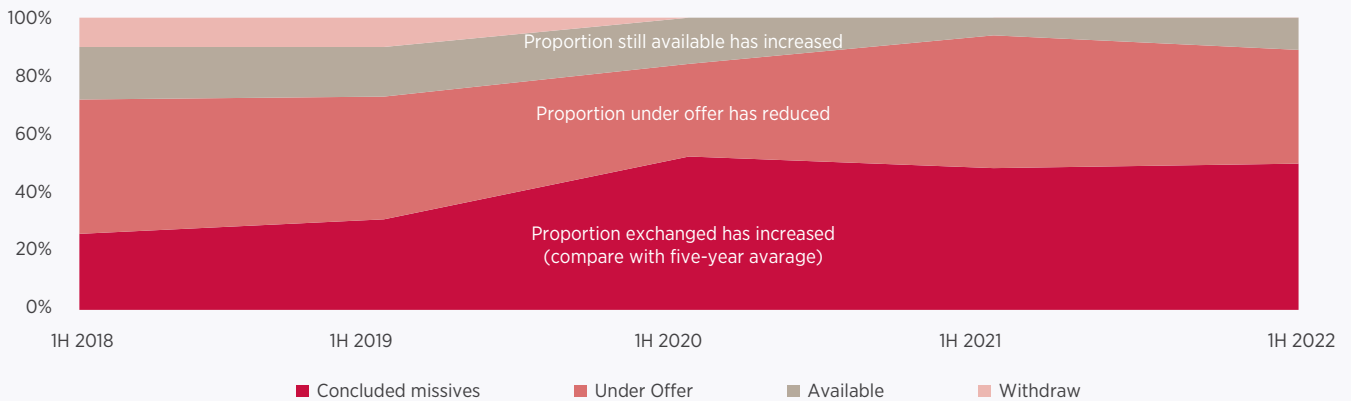 100%
80%
60%
40%
20%
0%
Proportion still available has increased
Proportion under offer has reduced
Proportion exchanged has increased
(compare with five-year avarage)
1H 2018
1H 2019
1H 2020
1H 2021
1H 2022
Concluded missives
Under Offer
Available
Withdraw